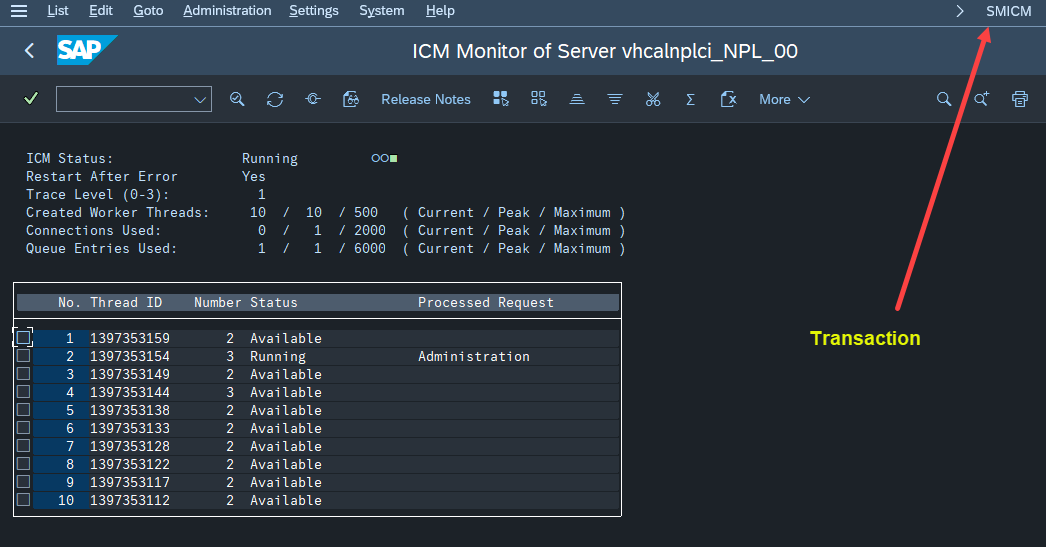 List Edit Goto Administration Settings System Help SMICM
SAP ICM Monitor of Server vhcalnplci_NPL_00
Release Notes More
ICM Status: Running
Restart After Error Yes
Trace Level (0-3): 1
Created Worker Threads: 10 / 10 / 500 ( Current / Peak / Maximum )
Connections Used: 0 / 1 / 2000 ( Current / Peak / Maximum )
Queue Entries Used: 1 / 1 / 6000 ( Current / Peak / Maximum )
No. Thread ID Number Status Processed Request
1 1397353159 2 Available
Transaction
2 1397353154 3 Running Administration
3 1397353149 2 Available
4 1397353144 3 Available
5 1397353138 2 Available
6 1397353133 2 Available
7 1397353128 2 Available
8 1397353122 2 Available
9 1397353117 2 Available
10 1397353112 2 Available